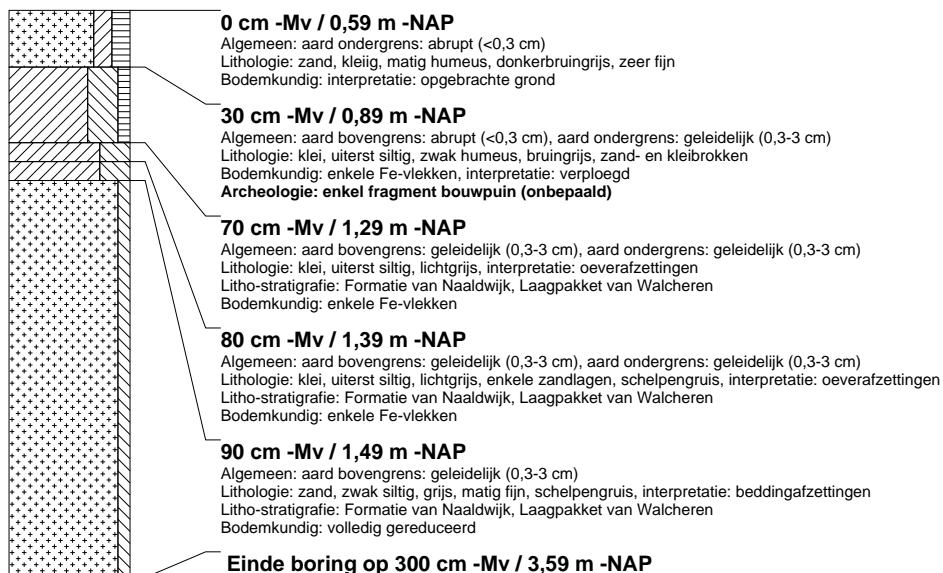 0 cm -Mv / 0,59 m -NAP
Algemeen: aard ondergrens: abrupt (<0,3 cm)
Lithologie: zand, kleiig, matig humeus, donkerbruingrijs, zeer fijn
Bodemkundig: interpretatie: opgebrachte grond
30 cm -Mv / 0,89 m -NAP
Algemeen: aard bovengrens: abrupt (<0,3 cm), aard ondergrens: geleidelijk (0,3-3 cm)
Lithologie: klei, uiterst siltig, zwak humeus, bruingrijs, zand- en kleibrokken
Bodemkundig: enkele Fe-vlekken, interpretatie: verploegd
Archeologie: enkel fragment bouwpuin (onbepaald)
70 cm -Mv / 1,29 m -NAP
Algemeen: aard bovengrens: geleidelijk (0,3-3 cm), aard ondergrens: geleidelijk (0,3-3 cm)
Lithologie: klei, uiterst siltig, lichtgrijs, interpretatie: oeverafzettingen
Litho-stratigrafie: Formatie van Naaldwijk, Laagpakket van Walcheren
Bodemkundig: enkele Fe-vlekken
80 cm -Mv / 1,39 m -NAP
Algemeen: aard bovengrens: geleidelijk (0,3-3 cm), aard ondergrens: geleidelijk (0,3-3 cm)
Lithologie: klei, uiterst siltig, lichtgrijs, enkele zandlagen, schelpengruis, interpretatie: oeverafzettingen
Litho-stratigrafie: Formatie van Naaldwijk, Laagpakket van Walcheren
Bodemkundig: enkele Fe-vlekken
90 cm -Mv / 1,49 m -NAP
Algemeen: aard bovengrens: geleidelijk (0,3-3 cm)
Lithologie: zand, zwak siltig, grijs, matig fijn, schelpengruis, interpretatie: beddingafzettingen
Litho-stratigrafie: Formatie van Naaldwijk, Laagpakket van Walcheren
Bodemkundig: volledig gereduceerd
Einde boring op 300 cm -Mv / 3,59 m -NAP